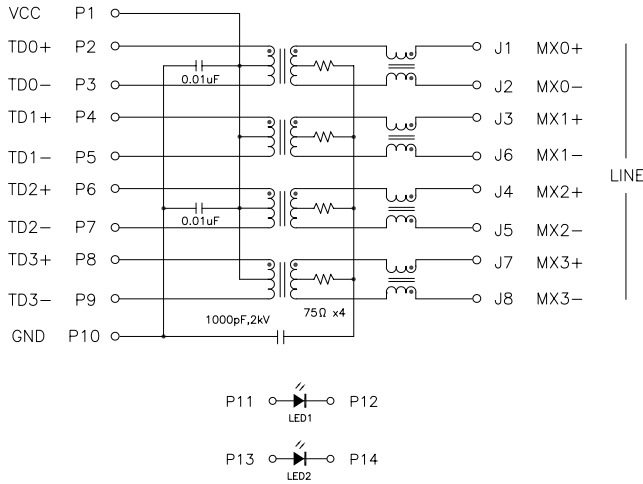 VCC P1
TD0+ P2 J1 MX0+
0.01uF
TD0− P3 J2 MX0−
TD1+ P4 J3 MX1+
TD1− P5 J6 MX1−
LINE
TD2+ P6 J4 MX2+
0.01uF
TD2− P7 J5 MX2−
TD3+ P8 J7 MX3+
TD3− P9 J8 MX3−
1000pF,2kV 75Ω x4
GND P10
P11 P12
LED1
P13 P14
LED2